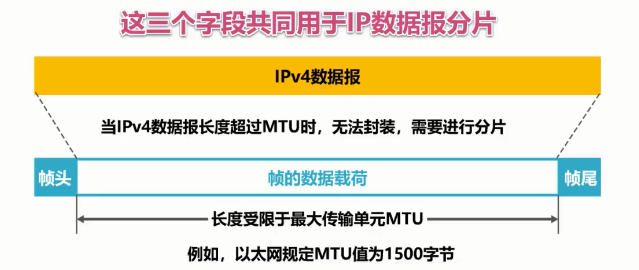 这三个字段共同用于IP数据报分片
IPv4数据报
当IPv4数据报长度超过MTU时，无法封装，需要进行分片
帧头
帧的数据载荷
帧尾
长度受限于最大传输单元MTU
例如，以太网规定MTU值为1500字节